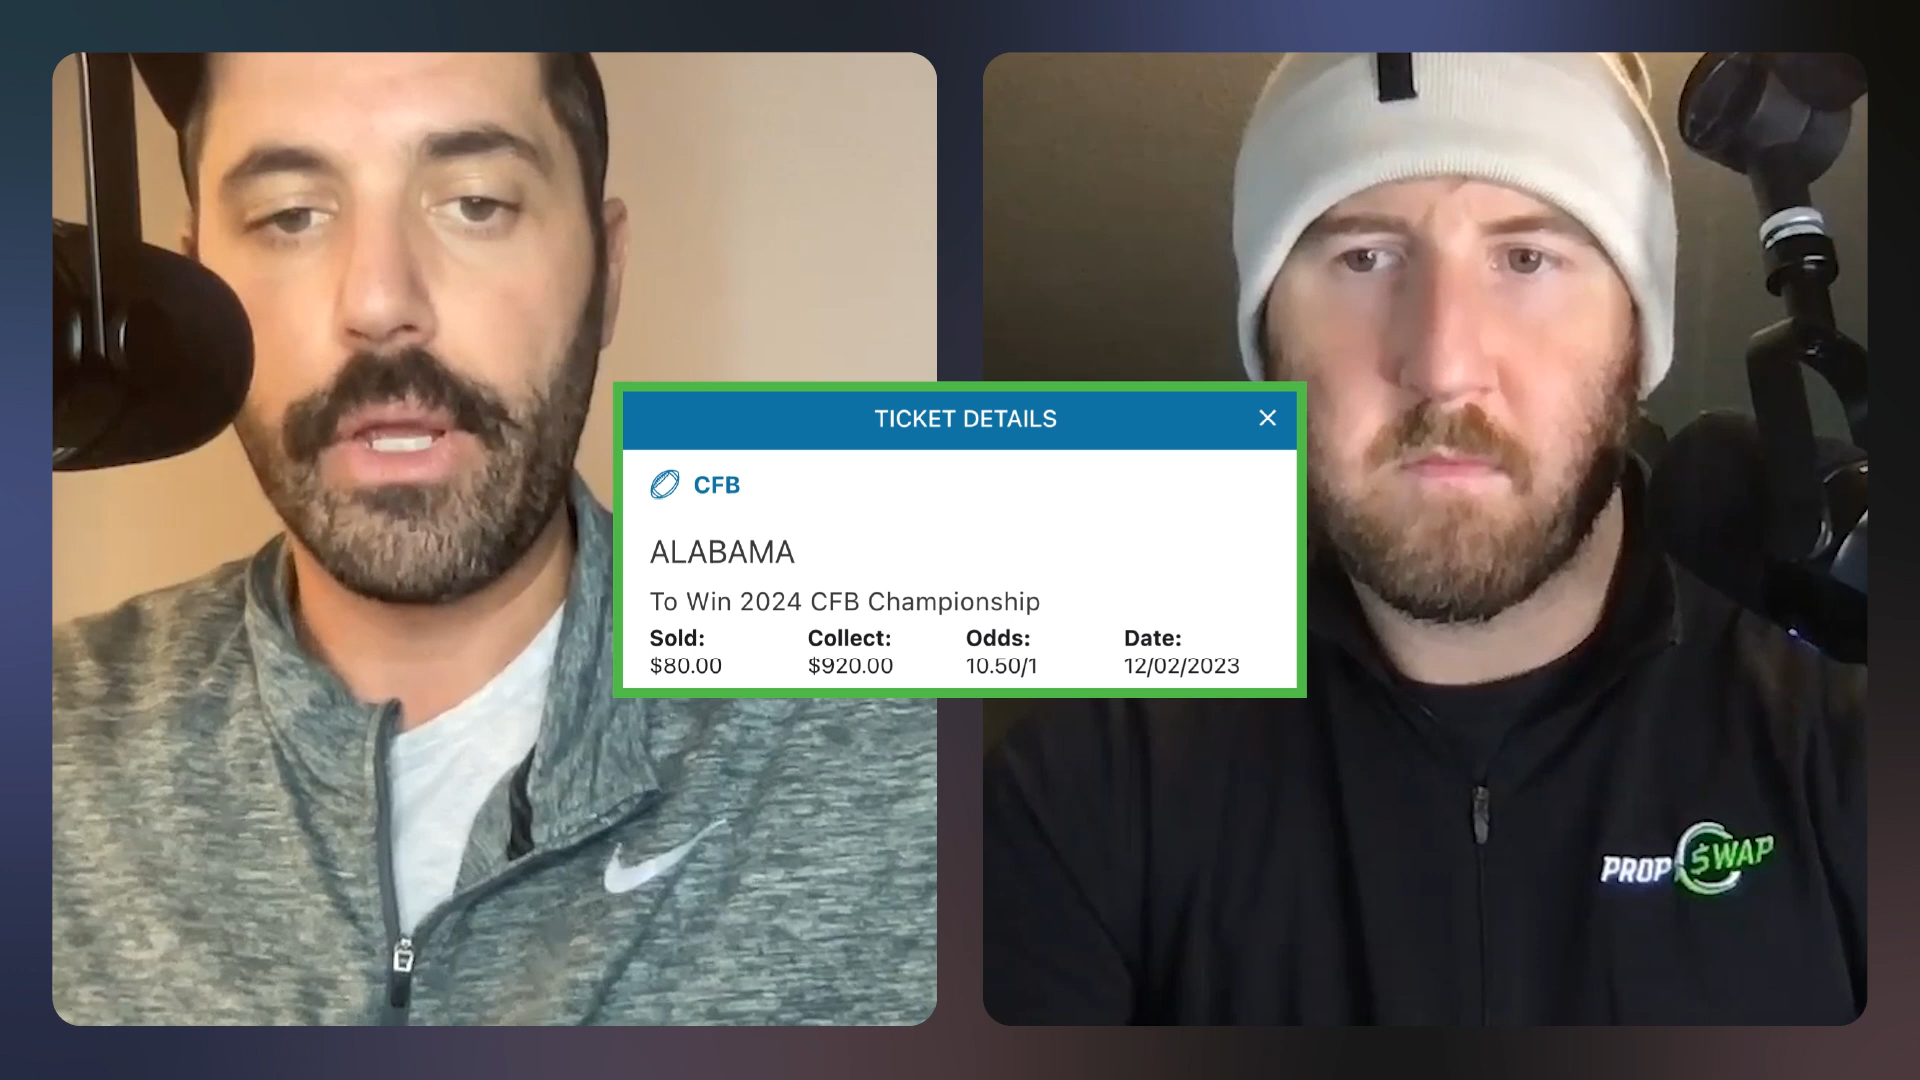 TICKET DETAILS
CFB
ALABAMA
To Win 2024 CFB Championship
Sold: Collect: Odds: Date:
$80.00 $920.00 10.50/1 12/02/2023
PROP SWAP